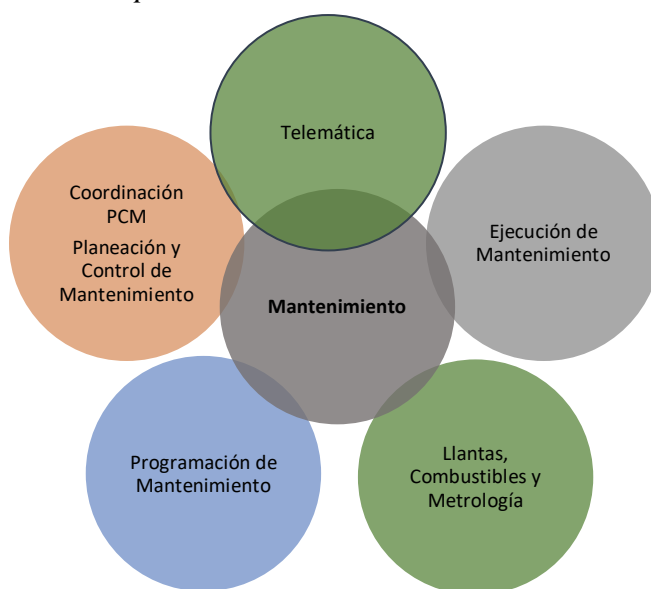 Telemática
Coordinación
PCM
Planeación y
Control de
Mantenimiento
Ejecución de
Mantenimiento
Mantenimiento
Programación de
Mantenimiento
Llantas,
Combustibles y
Metrología